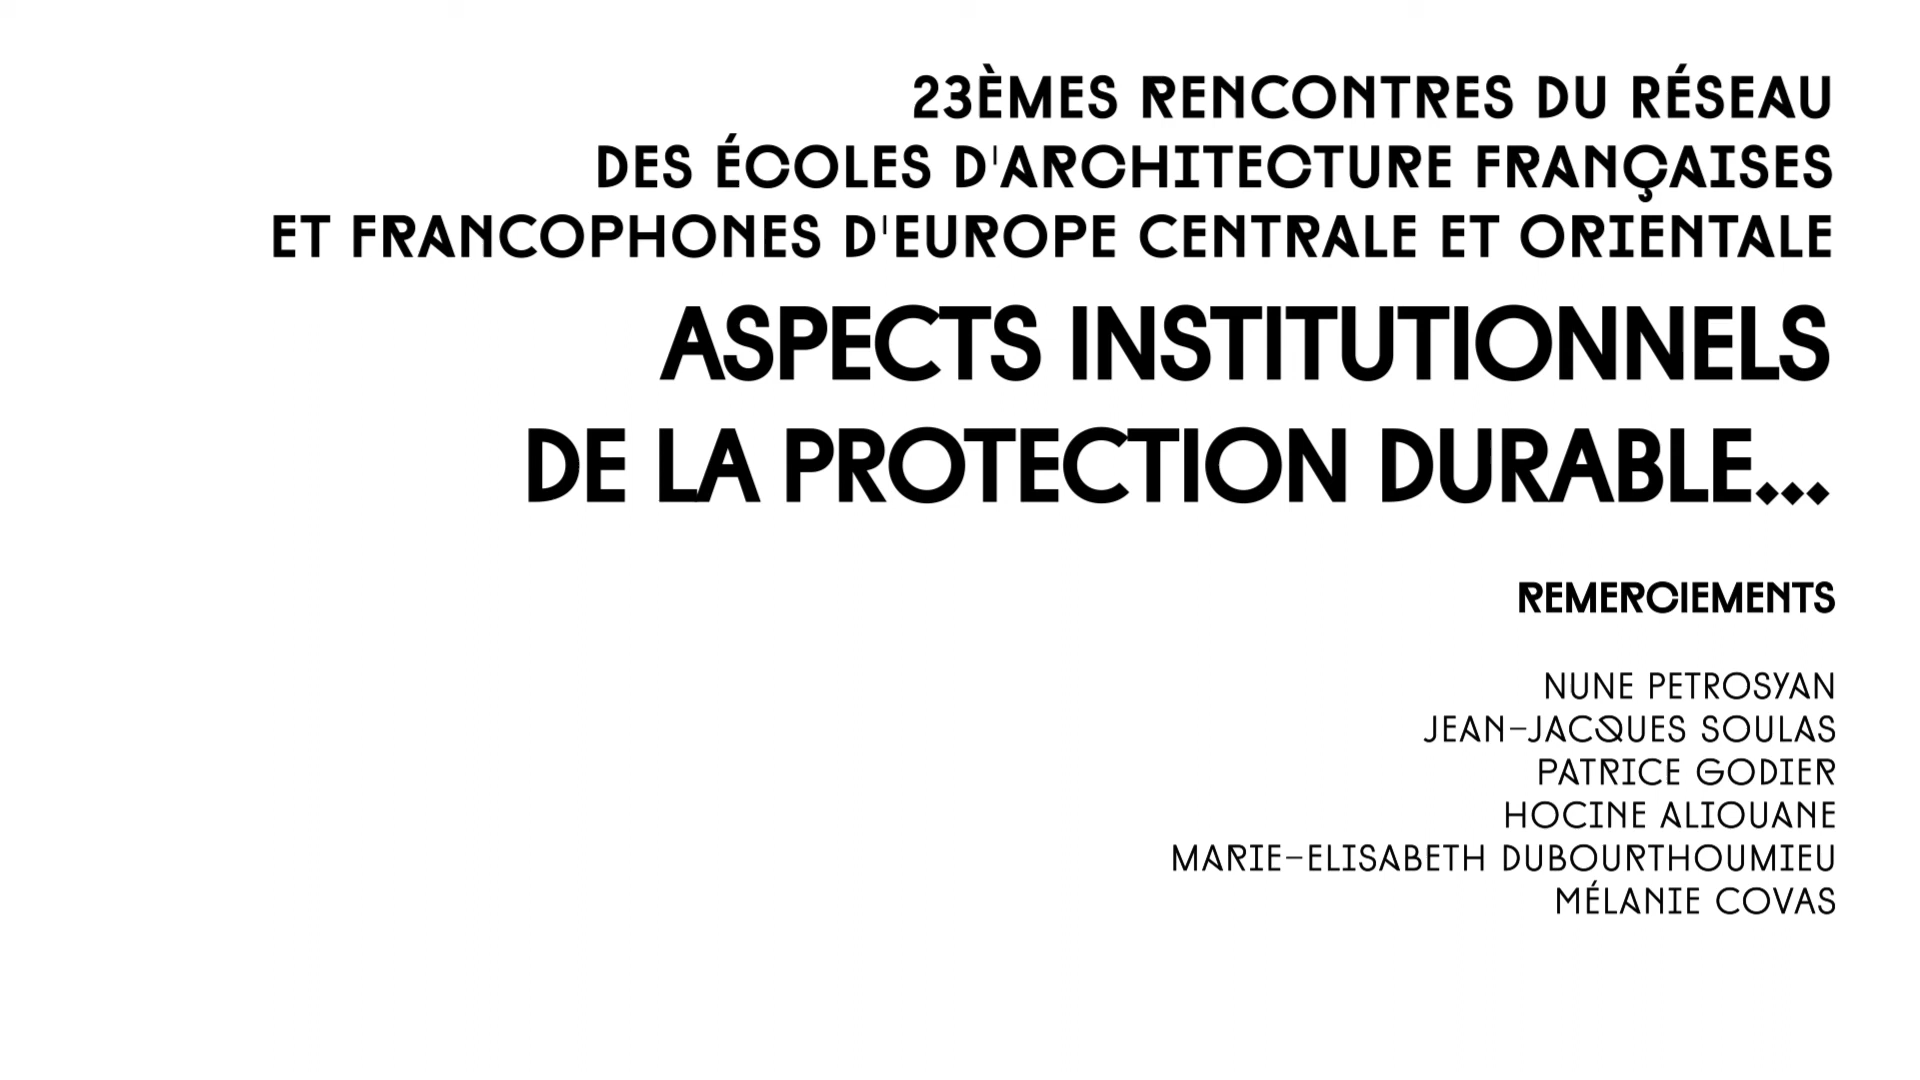 23ÈMES RENCONTRES DU RÉSEAU
DES ÉCOLES D'ARCHITECTURE FRANÇAISES
ET FRANCOPHONES D'EUROPE CENTRALE ET ORIENTALE
ASPECTS INSTITUTIONNELS
DE LA PROTECTION DURABLE...
REMERCIEMENTS
NUNE PETROSYAN
JEAN-JACQUES SOULAS
PATRICE GODIER
HOCINE ALIOUANE
MARIE-ELISABETH DUBOURTHOUMIEU
MÉLANIE COVAS